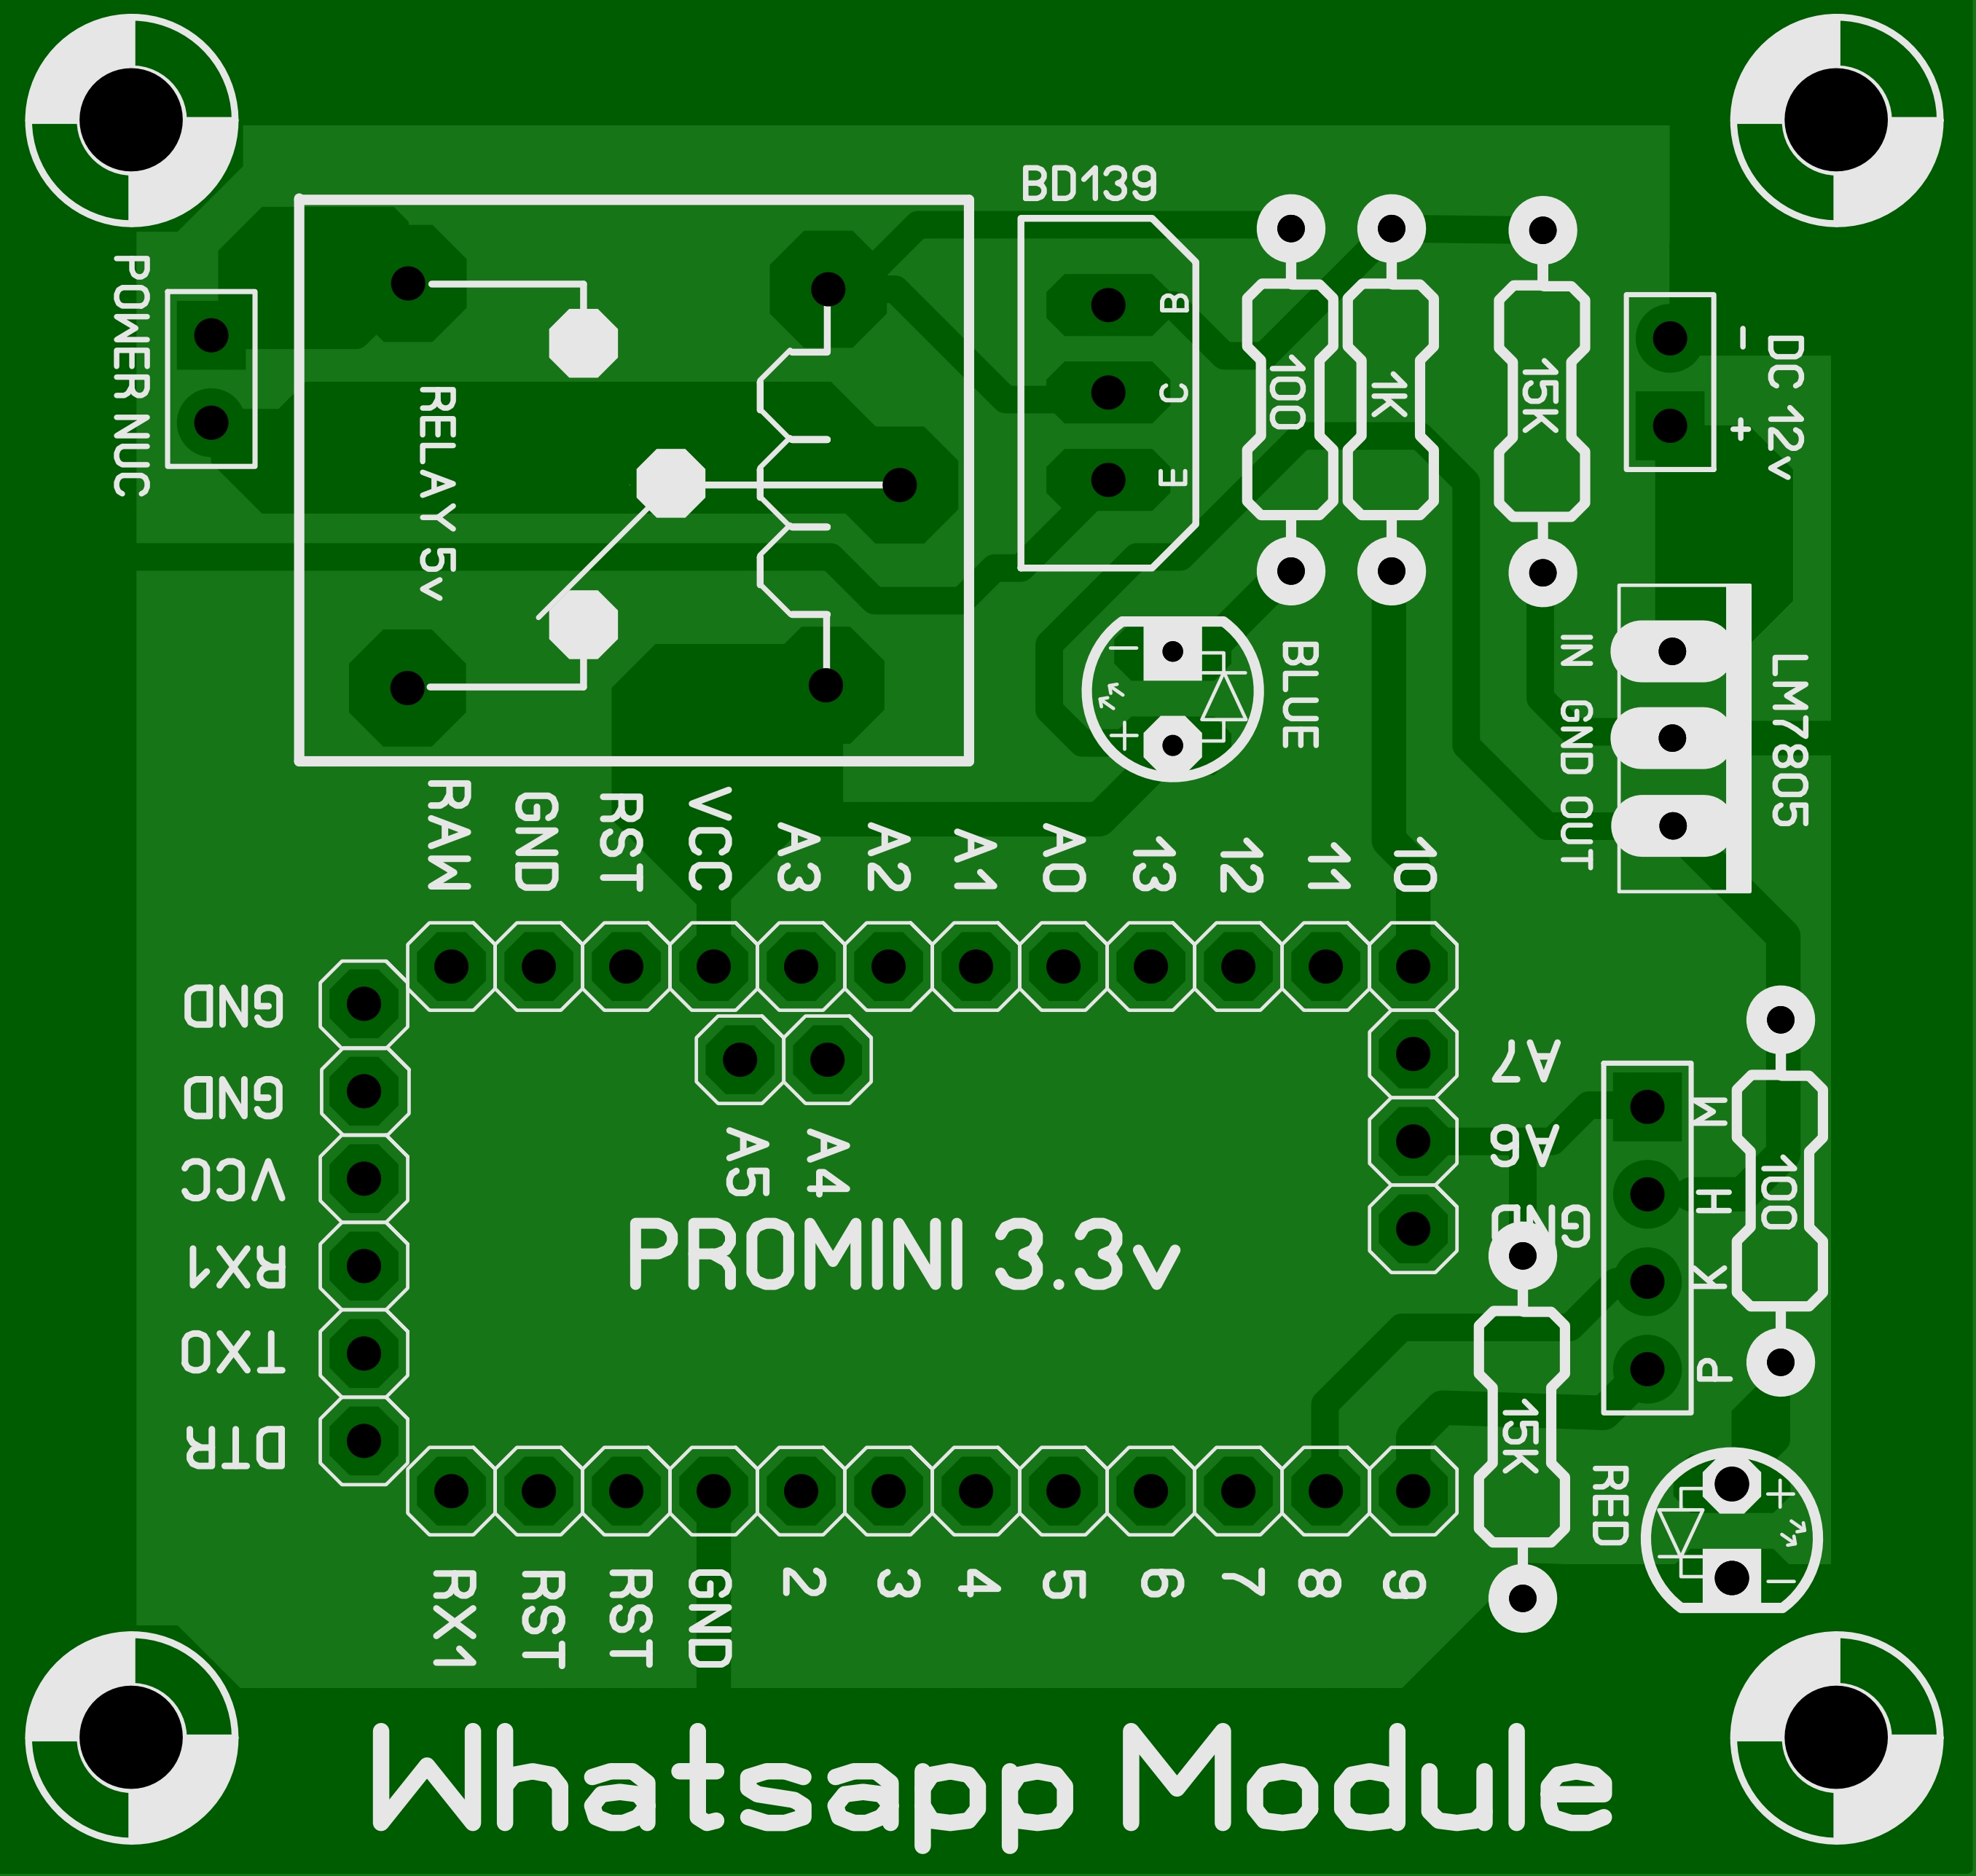 BD139
POWER NUC
RELAY 5v
B
C
E
100
1K
15K
-
+
DC 12v
BLUE
-
+
IN GND OUT
LM7805
RAW
GND
RST
VCC
A3
A2
A1
A0
13
12
11
10
GND
GND
VCC
RX1
TXO
DTR
A5
A4
A7
A6
GND
PROMINI 3.3v
M
H
K
P
100
15K
RED
+
-
RX1
RST
RST
GND
2
3
4
5
6
7
8
9
Whatsapp Module